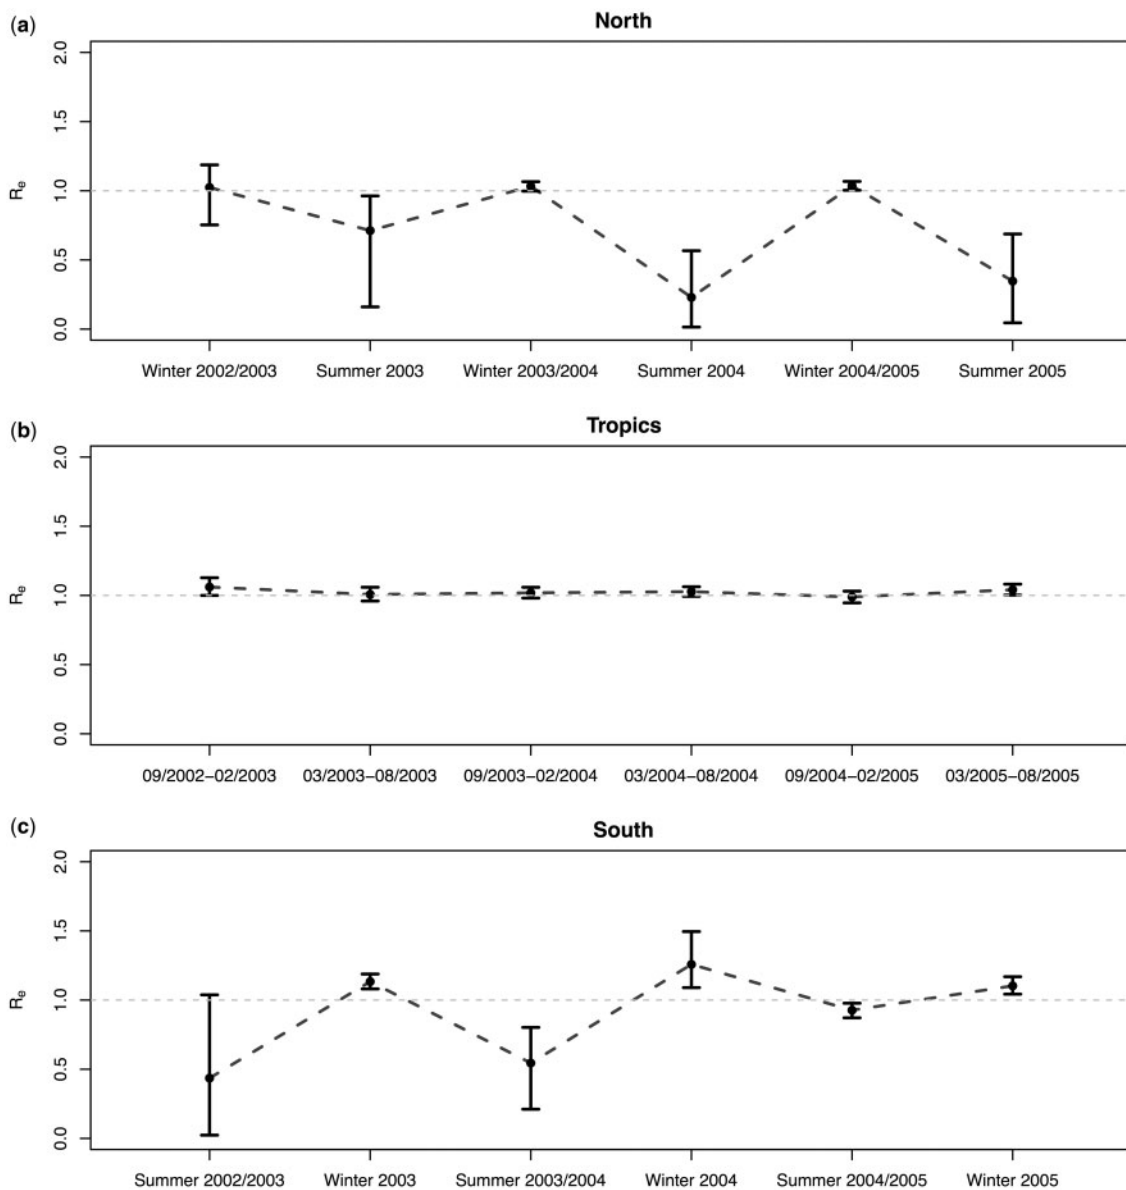 (a)
North
2.0
1.5
1.0
0.5
0.0
Re
Winter 2002/2003 Summer 2003 Winter 2003/2004 Summer 2004 Winter 2004/2005 Summer 2005
(b)
Tropics
2.0
1.5
1.0
0.5
0.0
Re
09/2002–02/2003 03/2003–08/2003 09/2003–02/2004 03/2004–08/2004 09/2004–02/2005 03/2005–08/2005
(c)
South
2.0
1.5
1.0
0.5
0.0
Re
Summer 2002/2003 Winter 2003 Summer 2003/2004 Winter 2004 Summer 2004/2005 Winter 2005